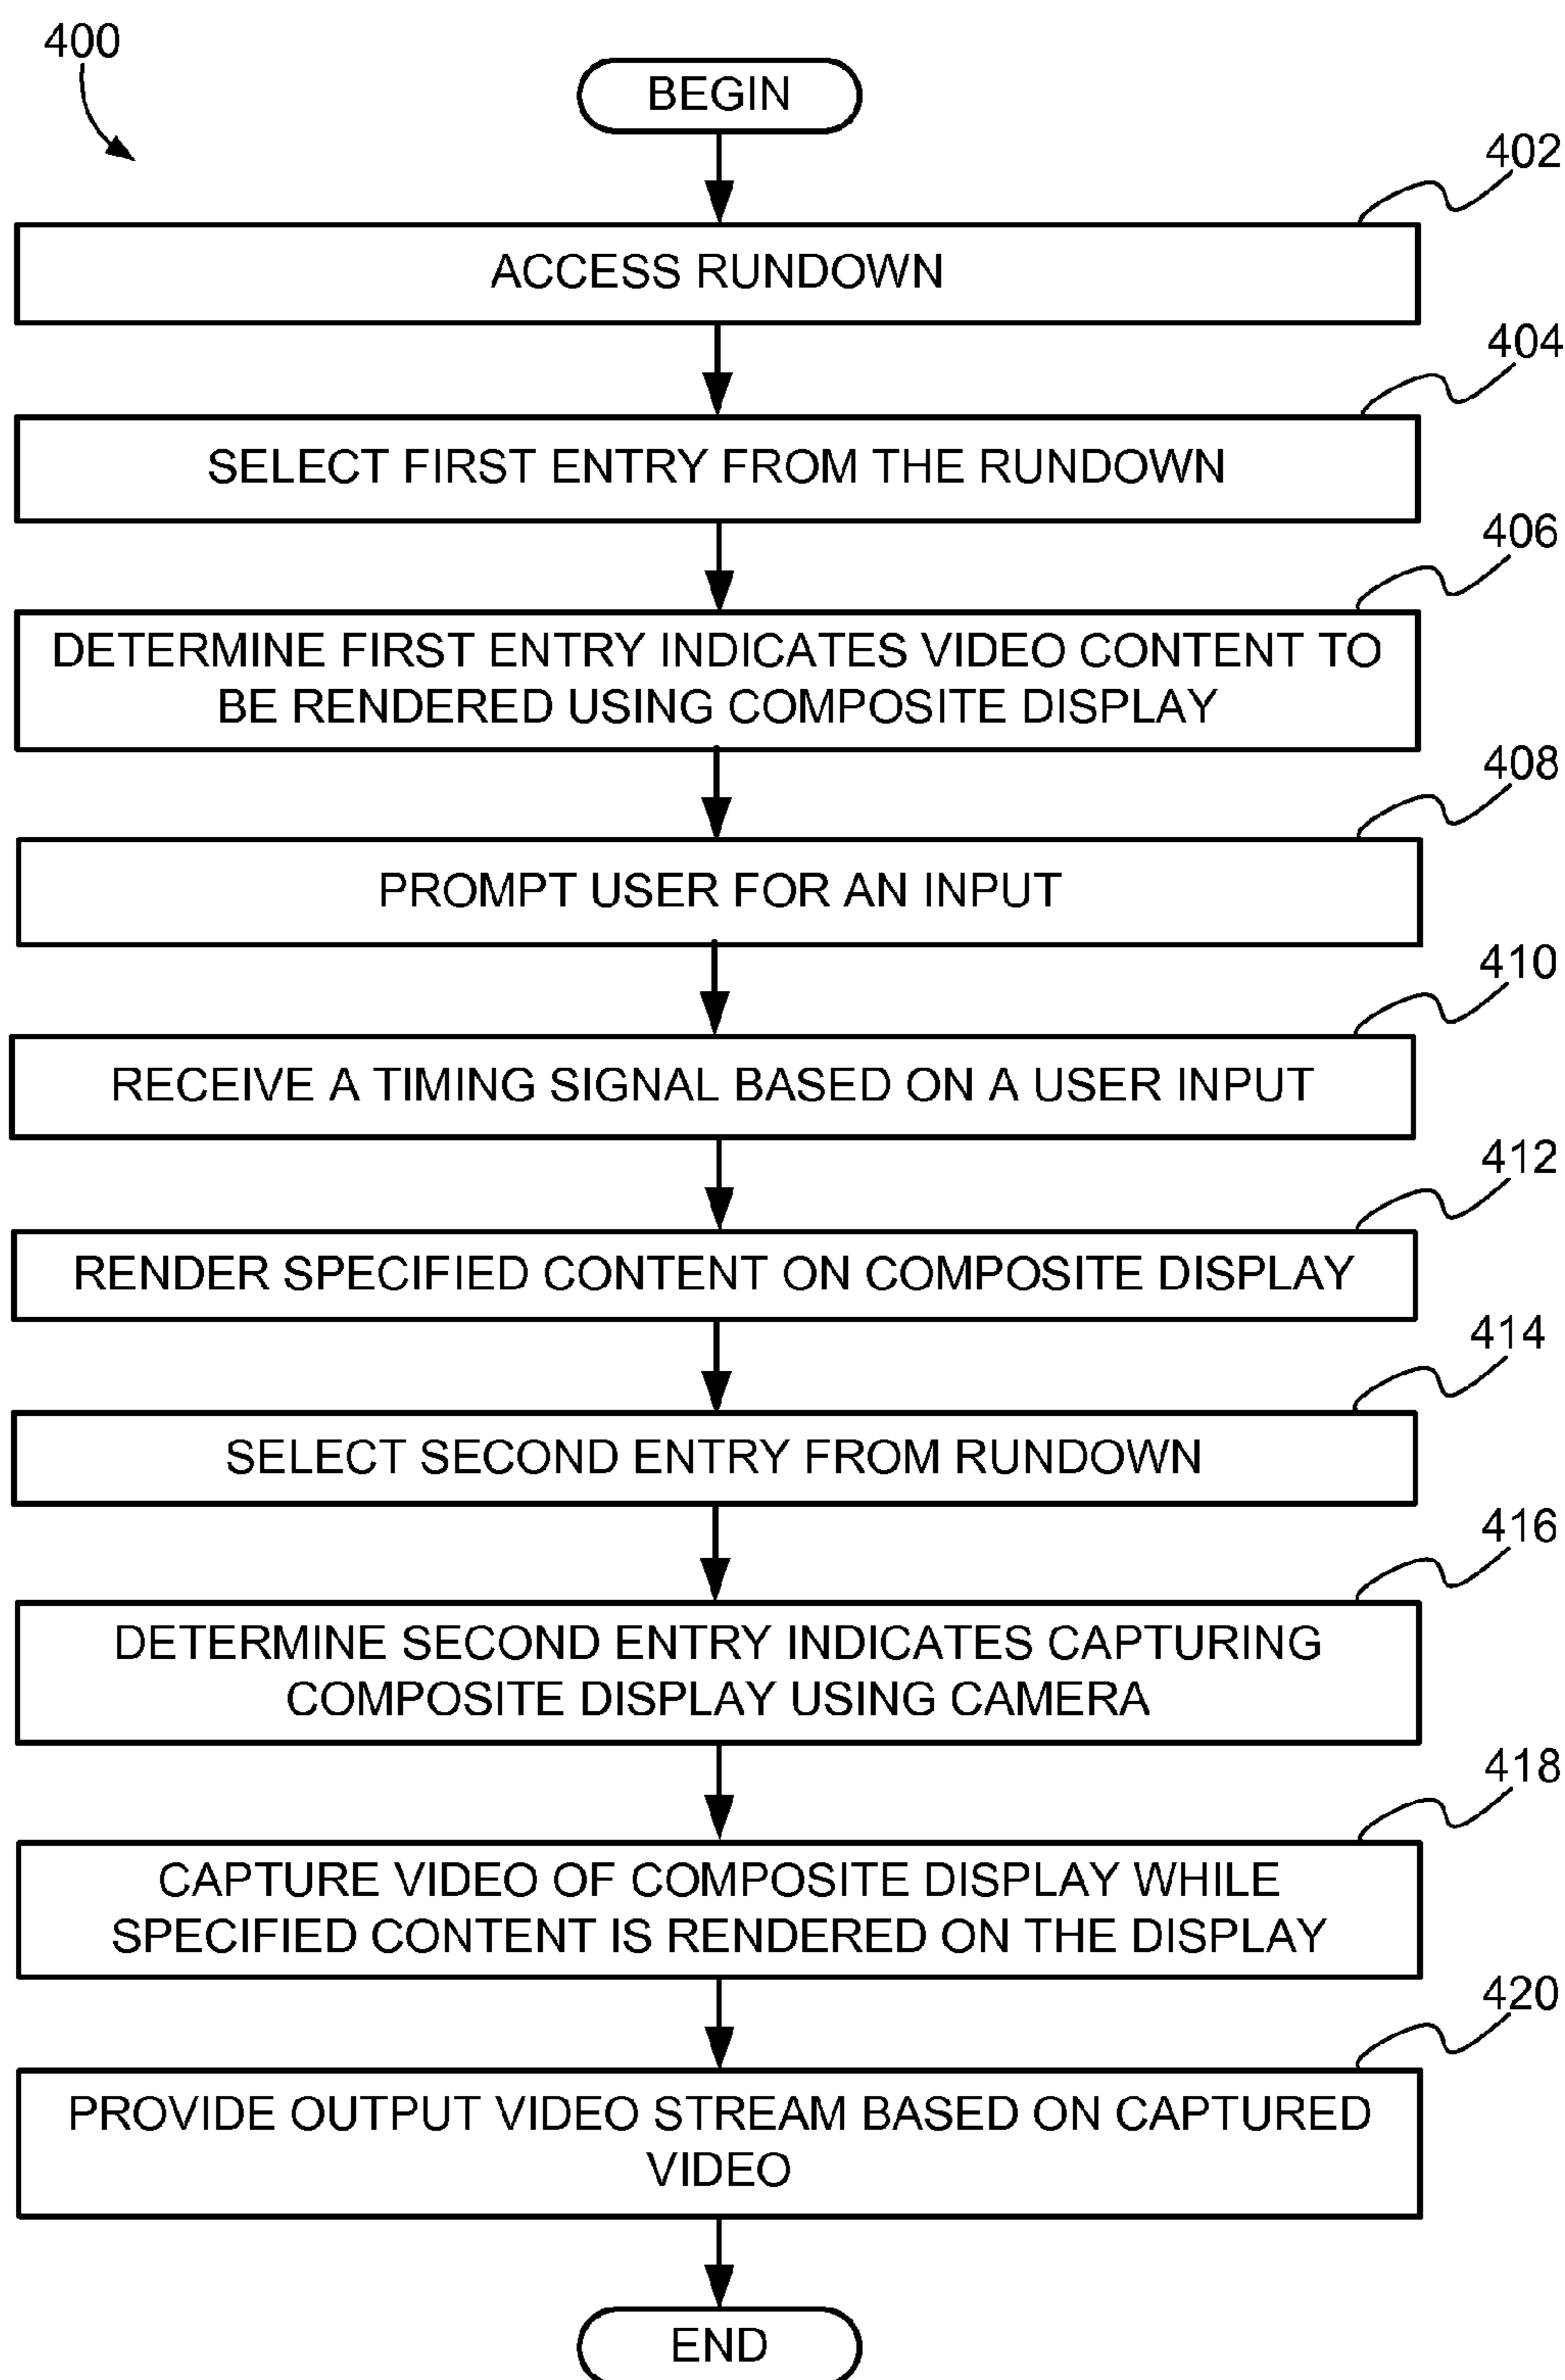 400
BEGIN
402
ACCESS RUNDOWN
404
SELECT FIRST ENTRY FROM THE RUNDOWN
406
DETERMINE FIRST ENTRY INDICATES VIDEO CONTENT TO
BE RENDERED USING COMPOSITE DISPLAY
408
PROMPT USER FOR AN INPUT
410
RECEIVE A TIMING SIGNAL BASED ON A USER INPUT
412
RENDER SPECIFIED CONTENT ON COMPOSITE DISPLAY
414
SELECT SECOND ENTRY FROM RUNDOWN
416
DETERMINE SECOND ENTRY INDICATES CAPTURING
COMPOSITE DISPLAY USING CAMERA
418
CAPTURE VIDEO OF COMPOSITE DISPLAY WHILE
SPECIFIED CONTENT IS RENDERED ON THE DISPLAY
420
PROVIDE OUTPUT VIDEO STREAM BASED ON CAPTURED
VIDEO
END